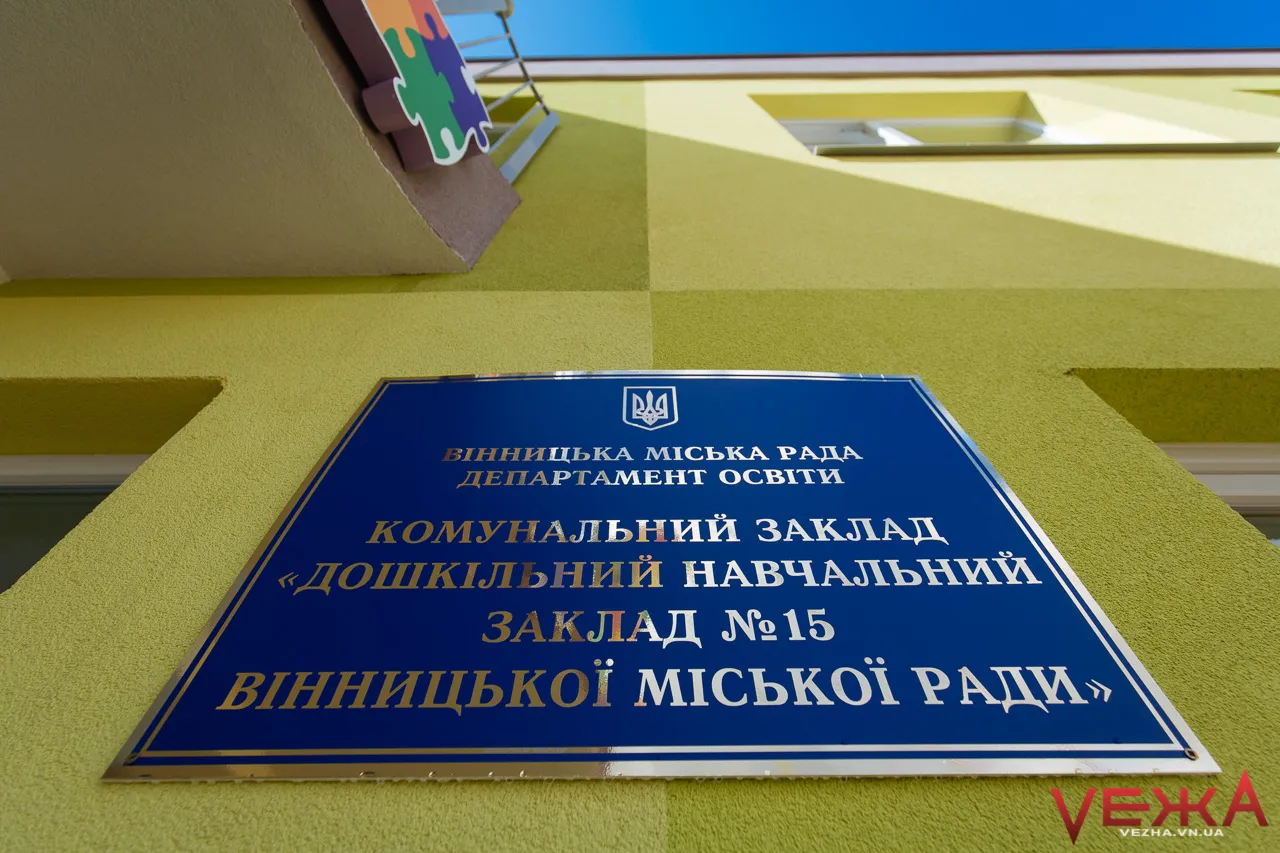 ВІННИЦЬКА МІСЬКА РАДА
ДЕПАРТАМЕНТ ОСВІТИ
КОМУНАЛЬНИЙ ЗАКЛАД
«ДОШКІЛЬНИЙ НАВЧАЛЬНИЙ
ЗАКЛАД №15
ВІННИЦЬКОЇ МІСЬКОЇ РАДИ»
VЕЖА
VEZHA.VN.UA